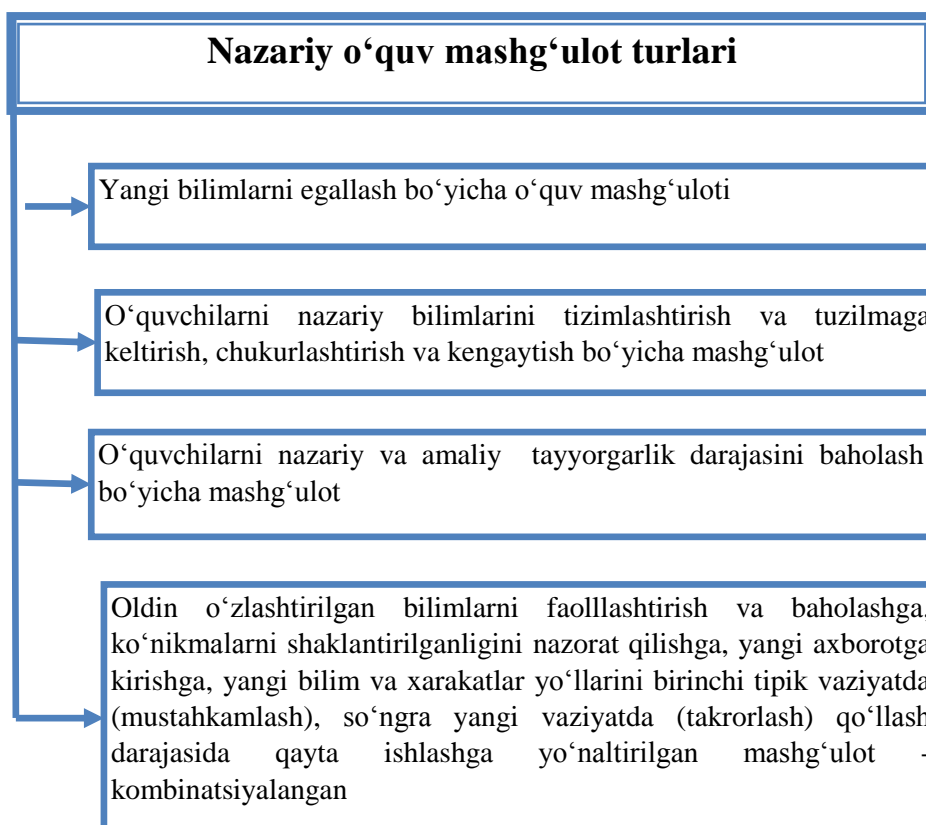 Nazariy o‘quv mashg‘ulot turlari
Yangi bilimlarni egallash bo‘yicha o‘quv mashg‘uloti
O‘quvchilarni nazariy bilimlarini tizimlashtirish va tuzilmaga
keltirish, chukurlashtirish va kengaytish bo‘yicha mashg‘ulot
O‘quvchilarni nazariy va amaliy tayyorgarlik darajasini baholash
bo‘yicha mashg‘ulot
Oldin o‘zlashtirilgan bilimlarni faolllashtirish va baholashga,
ko‘nikmalarni shaklantirilganligini nazorat qilishga, yangi axborotga
kirishga, yangi bilim va xarakatlar yo‘llarini birinchi tipik vaziyatda
(mustahkamlash), so‘ngra yangi vaziyatda (takrorlash) qo‘llash
darajasida qayta ishlashga yo‘naltirilgan mashg‘ulot -
kombinatsiyalangan